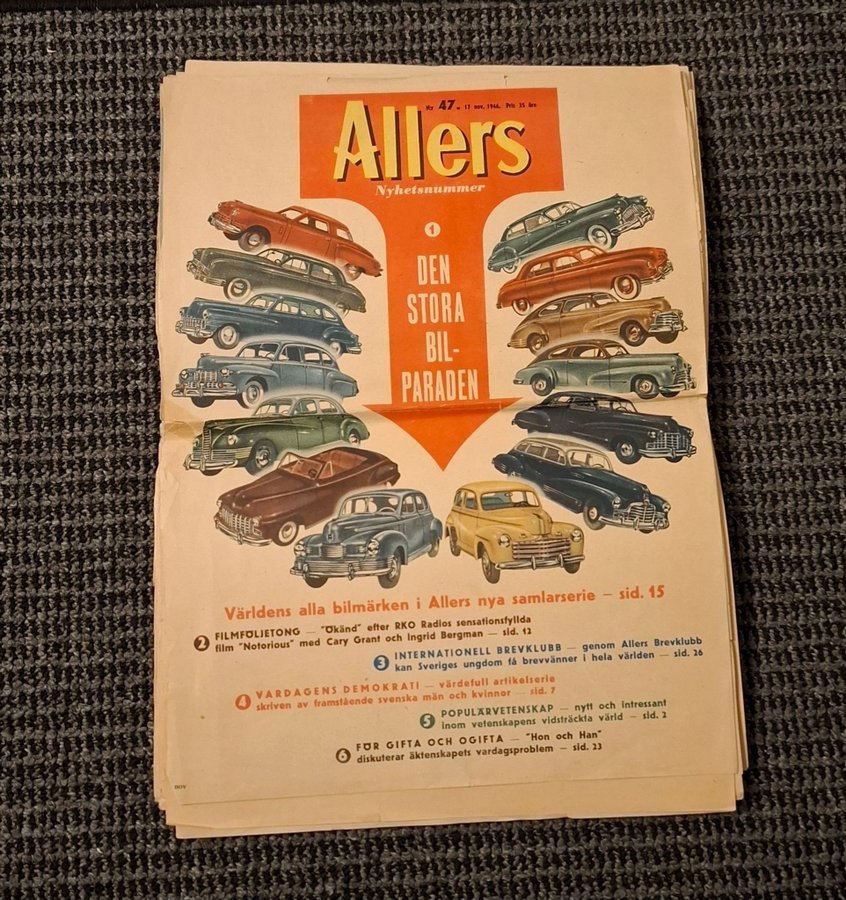 Nr 47 - 17 nov. 1946. Pris 35 öre
Allers
Nyhetsnummer
1
DEN
STORA
BIL-
PARADEN
Världens alla bilmärken i Allers nya samlarserie – sid. 15
2 FILMFÖLJETONG — "Ökänd" efter RKO Radios sensationsfyllda
film "Notorious" med Cary Grant och Ingrid Bergman — sid. 12
3 INTERNATIONELL BREVKLUBB — genom Allers Brevklubb
kan Sveriges ungdom få brevvänner i hela världen — sid. 26
4 VARDAGENS DEMOKRATI — värdefull artikelserie
skriven av framstående svenska män och kvinnor — sid. 7
5 POPULÄRVETENSKAP — nytt och intressant
inom vetenskapens vidsträckta värld — sid. 2
6 FÖR GIFTA OCH OGIFTA — "Hon och Han"
diskuterar äktenskapets vardagsproblem — sid. 23